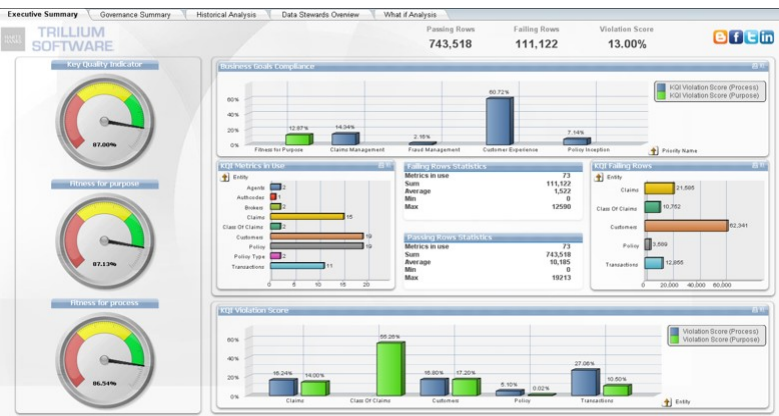 Executive Summary
Governance Summary
Historical Analysis
Data Stewards Overview
What if Analysis
TRILLIUM
SOFTWARE
Passing Rows
743,518
Failing Rows
111,122
Violation Score
13.00%
Key Quality Indicator
87.00%
Fitness for purpose
87.13%
Fitness for process
86.54%
Business Goals Compliance
60%
40%
20%
0%
12.87%
14.34%
2.16%
60.72%
7.14%
Fitness for Purpose
Claims Management
Fraud Management
Customer Experience
Policy Inception
KQI Violation Score (Process)
KQI Violation Score (Purpose)
Priority Name
KQI Metrics in Use
Entity
Agents 2
Authorities 1
Brokers 2
Claims 15
Class Of Claims 2
Customers 19
Policy 19
Policy Type 2
Transactions 11
0 5 10 15 20
Failing Rows Statistics
Metrics in use 73
Sum 111,122
Average 1,522
Min 0
Max 12590
Passing Rows Statistics
Metrics in use 73
Sum 743,518
Average 10,185
Min 0
Max 19213
KQI Failing Rows
Entity
Claims 21,595
Class Of Claims 10,752
Customers 62,341
Policy
Transactions
0 20,000 40,000 60,000
KQI Violation Score
60%
40%
20%
0%
16.24%
14.00%
56.28%
16.80%
17.20%
5.10%
0.02%
27.06%
10.50%
Claims
Class Of Claims
Customers
Policy
Transactions
Violation Score (Process)
Violation Score (Purpose)
Entity